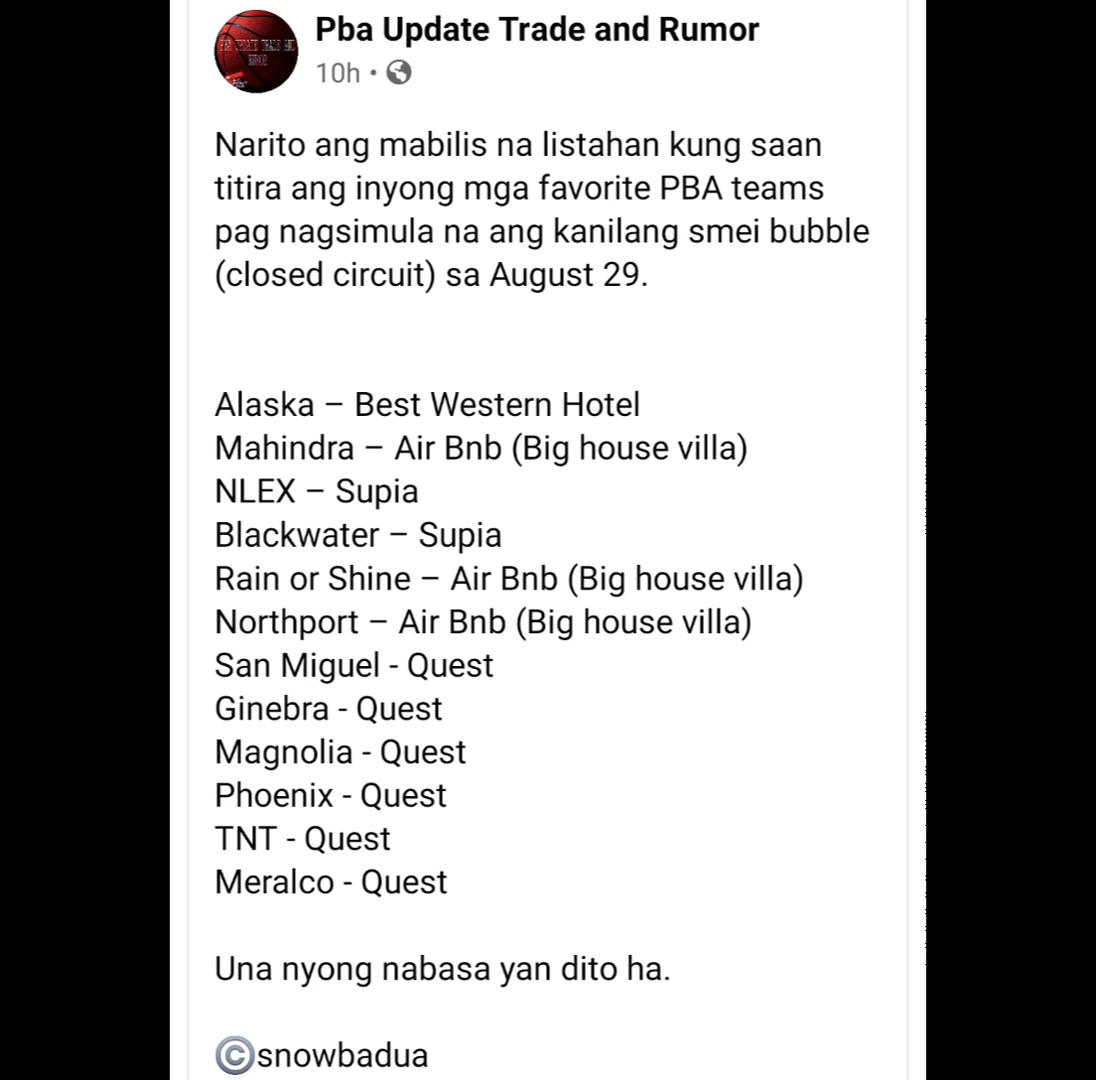 Pba Update Trade and Rumor
10h •
Narito ang mabilis na listahan kung saan
titira ang inyong mga favorite PBA teams
pag nagsimula na ang kanilang smei bubble
(closed circuit) sa August 29.
Alaska – Best Western Hotel
Mahindra – Air Bnb (Big house villa)
NLEX – Supia
Blackwater – Supia
Rain or Shine – Air Bnb (Big house villa)
Northport – Air Bnb (Big house villa)
San Miguel - Quest
Ginebra - Quest
Magnolia - Quest
Phoenix - Quest
TNT - Quest
Meralco - Quest
Una nyong nabasa yan dito ha.
©snowbadua